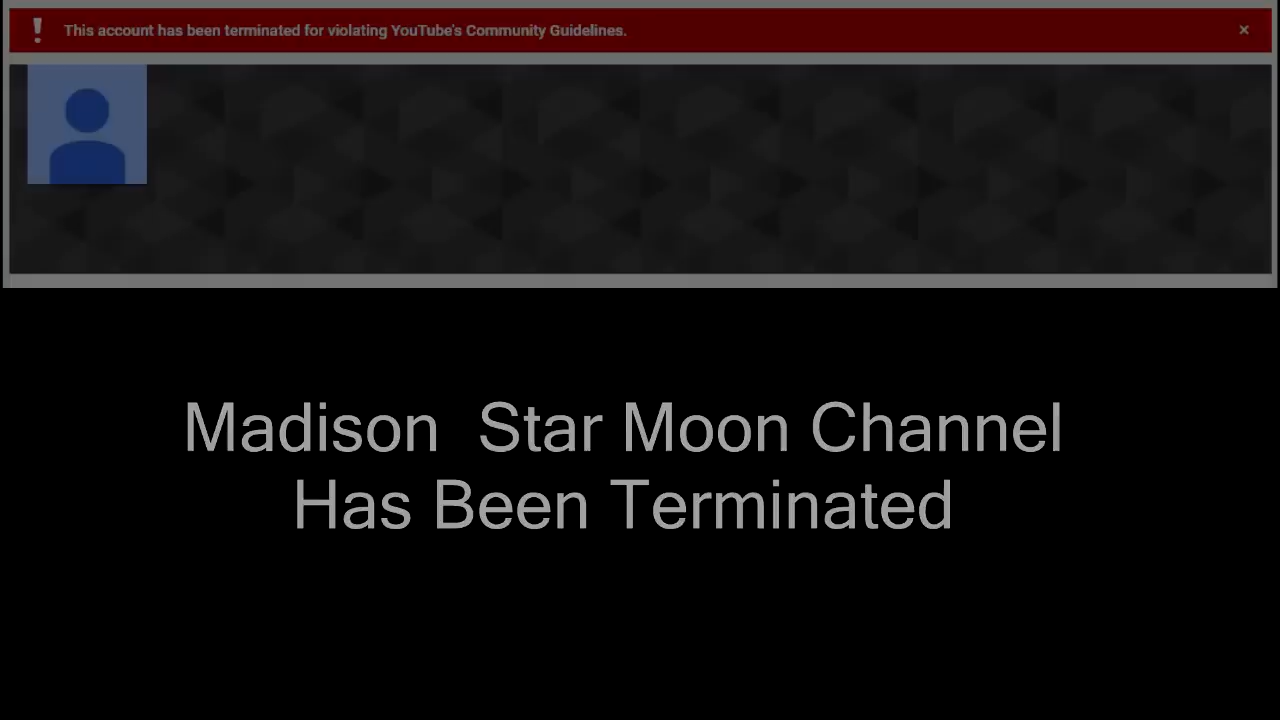 This account has been terminated for violating YouTube's Community Guidelines.
Madison  Star Moon Channel
Has Been Terminated